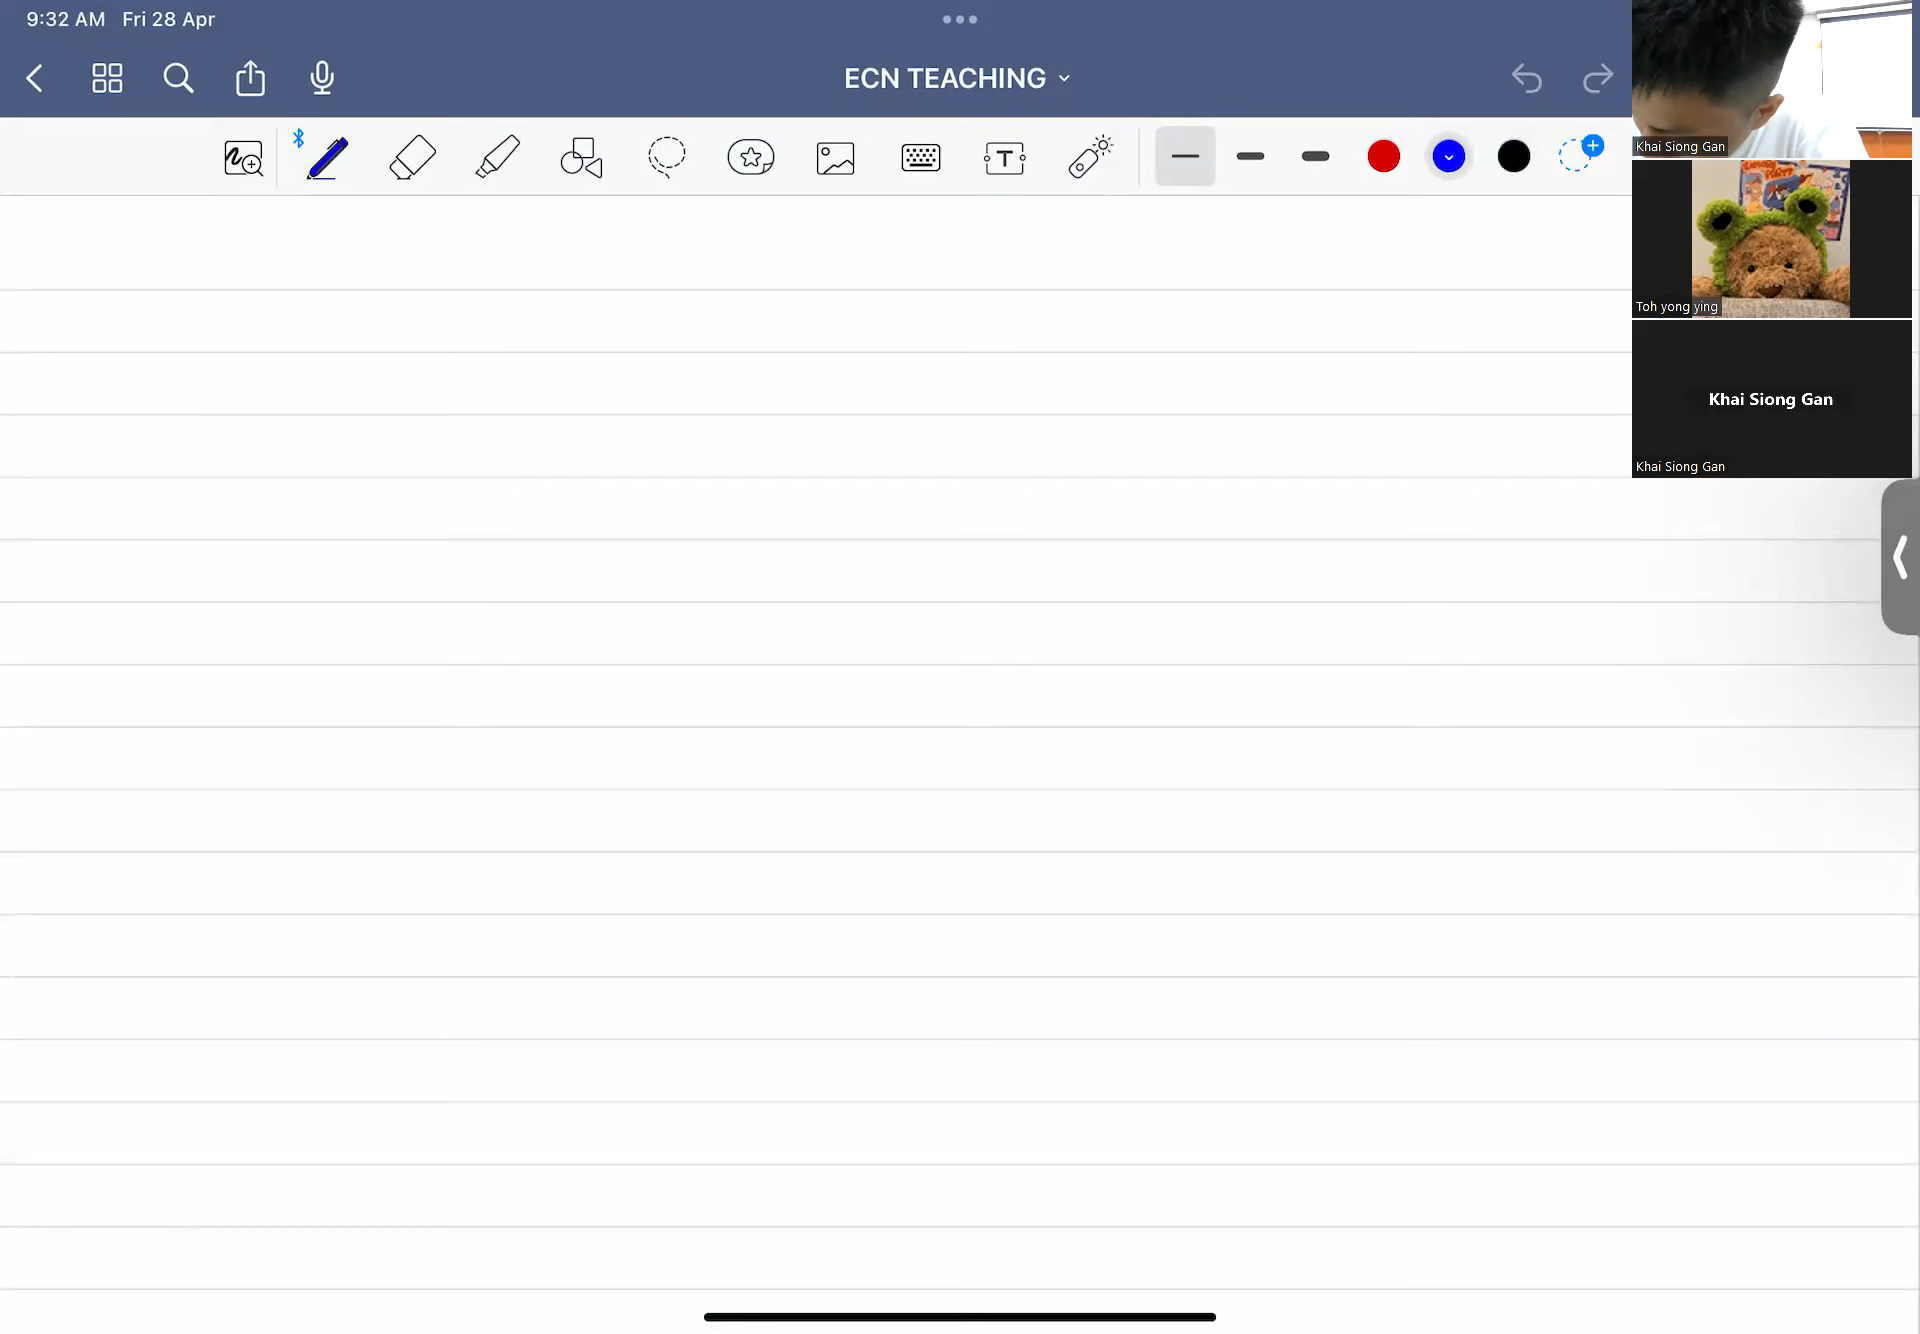 9:32 AM Fri 28 Apr
ECN TEACHING
T
Khai Siong Gan
Toh yong ying
Khai Siong Gan
Khai Siong Gan